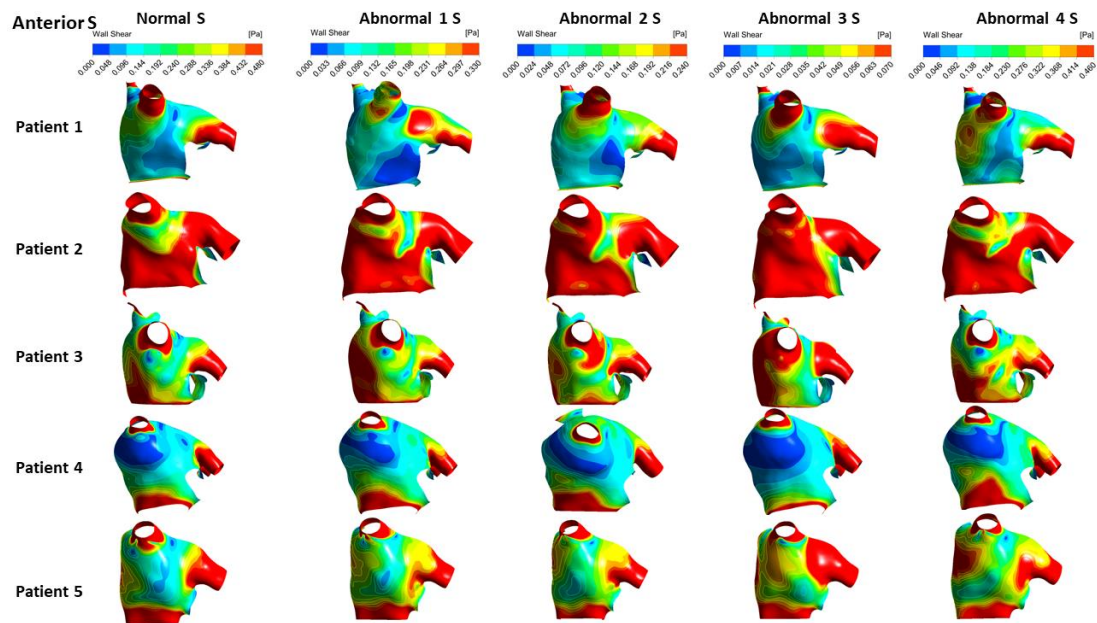 Anterior S Normal S Abnormal 1 S Abnormal 2 S Abnormal 3 S Abnormal 4 S
Wall Shear [Pa] Wall Shear [Pa] Wall Shear [Pa] Wall Shear [Pa] Wall Shear [Pa]
0.000 0.048 0.096 0.144 0.192 0.240 0.288 0.336 0.384 0.432 0.480
0.000 0.033 0.066 0.099 0.132 0.165 0.198 0.231 0.264 0.297 0.330
0.000 0.024 0.048 0.072 0.096 0.120 0.144 0.168 0.192 0.216 0.240
0.000 0.007 0.014 0.021 0.028 0.035 0.042 0.049 0.056 0.063 0.070
0.000 0.046 0.092 0.138 0.184 0.230 0.276 0.322 0.368 0.414 0.460
Patient 1
Patient 2
Patient 3
Patient 4
Patient 5